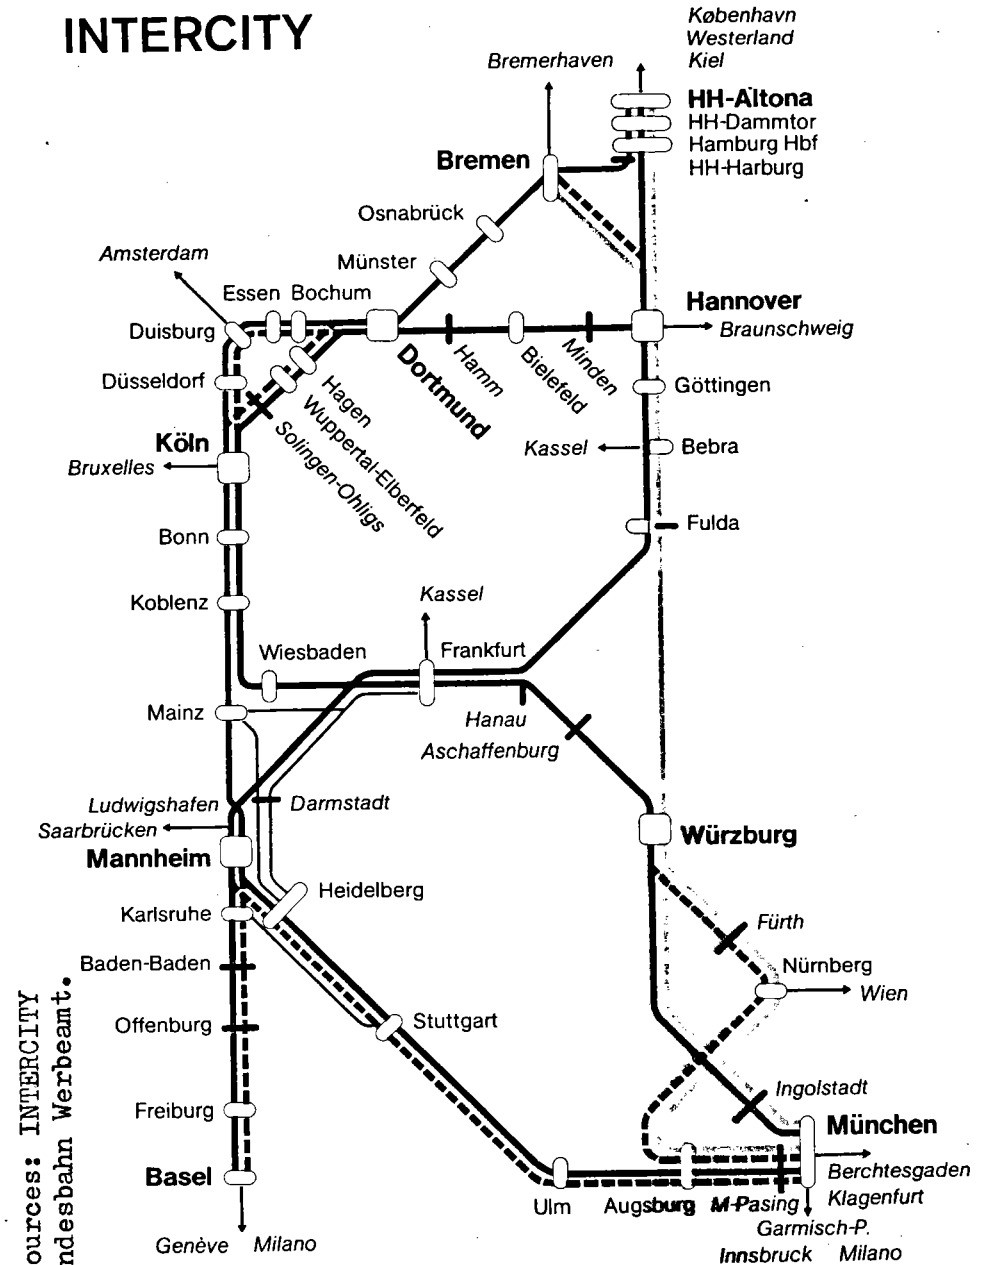 INTERCITY
København
Westerland
Kiel
Bremerhaven
HH-Altona
HH-Dammtor
Hamburg Hbf
HH-Harburg
Bremen
Osnabrück
Münster
Amsterdam
Essen Bochum
Duisburg
Hannover
Braunschweig
Dortmund
Hamm
Bielefeld
Minden
Düsseldorf
Göttingen
Hagen
Wuppertal-Elberfeld
Solingen-Ohligs
Köln
Bruxelles
Kassel
Bebra
Bonn
Fulda
Koblenz
Kassel
Wiesbaden
Frankfurt
Mainz
Hanau
Aschaffenburg
Ludwigshafen
Darmstadt
Saarbrücken
Mannheim
Würzburg
Heidelberg
Karlsruhe
Fürth
Baden-Baden
Nürnberg
Wien
Offenburg
Stuttgart
Ingolstadt
Freiburg
München
Basel
Berchtesgaden
Klagenfurt
Ulm
Augsburg
M-Pasing
Garmisch-P.
Innsbruck Milano
Genève Milano
ources: INTERCITY
ndesbahn Werbeamt.